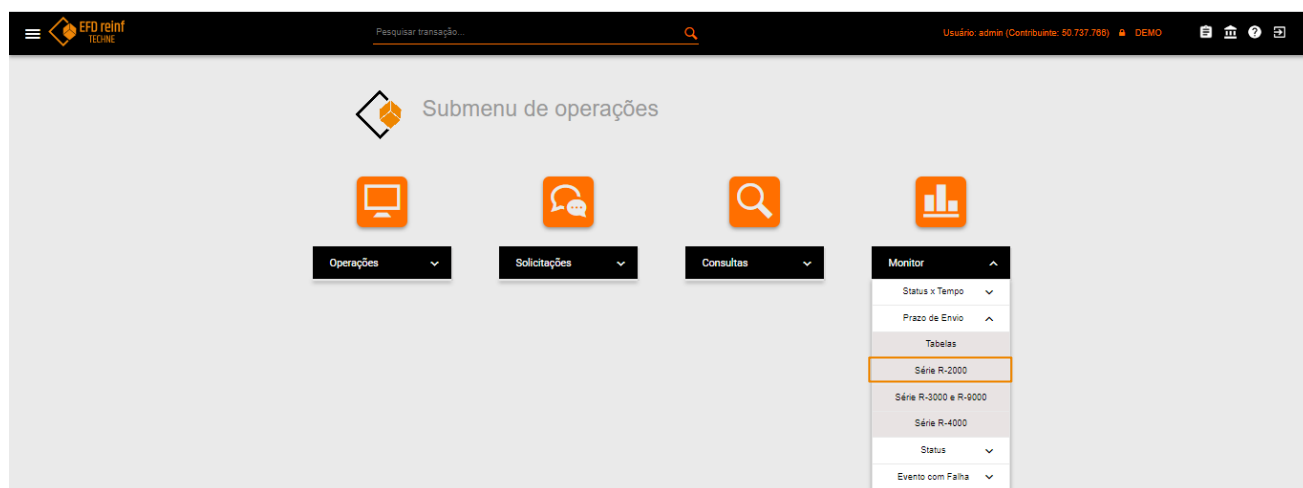 EFD reinf
TECHNE
Pesquisar transação...
Usuário: admin (Contribuinte: 50.737.766)
DEMO
Submenu de operações
Operações
Solicitações
Consultas
Monitor
Status x Tempo
Prazo de Envio
Tabelas
Série R-2000
Série R-3000 e R-9000
Série R-4000
Status
Evento com Falha